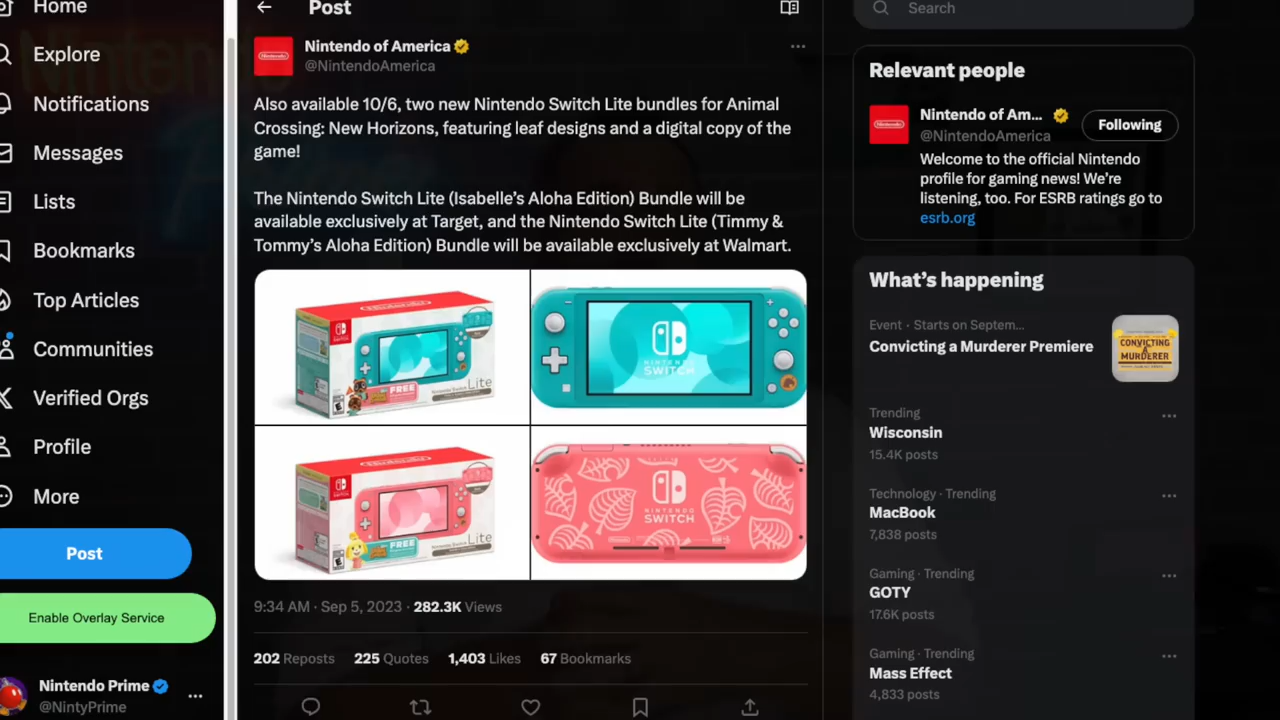 Home
Explore
Notifications
Messages
Lists
Bookmarks
Top Articles
Communities
Verified Orgs
Profile
More
Post
Enable Overlay Service
Nintendo Prime
@NintyPrime
Post
Nintendo of America
@NintendoAmerica
Also available 10/6, two new Nintendo Switch Lite bundles for Animal
Crossing: New Horizons, featuring leaf designs and a digital copy of the
game!
The Nintendo Switch Lite (Isabelle’s Aloha Edition) Bundle will be
available exclusively at Target, and the Nintendo Switch Lite (Timmy &
Tommy’s Aloha Edition) Bundle will be available exclusively at Walmart.
FREE
Lite
NINTENDO
SWITCH
FREE
Lite
NINTENDO
SWITCH
9:34 AM · Sep 5, 2023 · 282.3K Views
202 Reposts 225 Quotes 1,403 Likes 67 Bookmarks
Search
Relevant people
Nintendo of Am...
@NintendoAmerica
Following
Welcome to the official Nintendo
profile for gaming news! We’re
listening, too. For ESRB ratings go to
esrb.org
What’s happening
Event · Starts on Septem...
Convicting a Murderer Premiere
CONVICTING
A
MURDERER
Trending
Wisconsin
15.4K posts
Technology · Trending
MacBook
7,838 posts
Gaming · Trending
GOTY
17.6K posts
Gaming · Trending
Mass Effect
4,833 posts